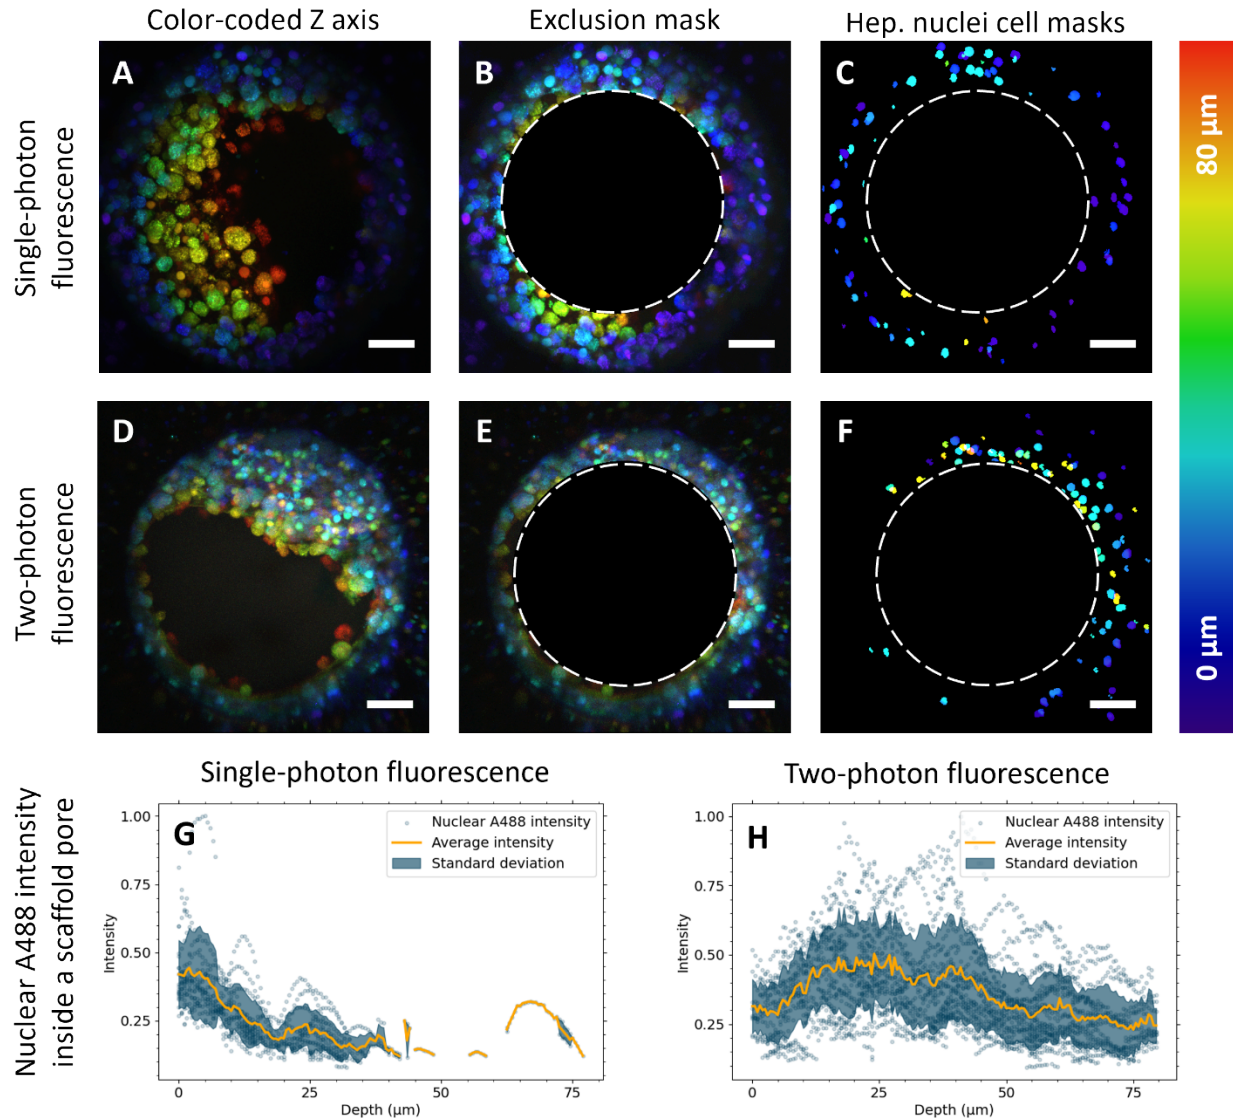 Color-coded Z axis
Exclusion mask
Hep. nuclei cell masks
Single-photon
fluorescence
A
B
C
80 µm
0 µm
Two-photon
fluorescence
D
E
F
Single-photon fluorescence
Two-photon fluorescence
Nuclear A488 intensity
inside a scaffold pore
G
1.00
0.75
0.50
0.25
Intensity
Nuclear A488 intensity
Average intensity
Standard deviation
0
25
50
75
Depth (µm)
H
1.00
0.75
0.50
0.25
Intensity
Nuclear A488 intensity
Average intensity
Standard deviation
0
25
50
75
Depth (µm)